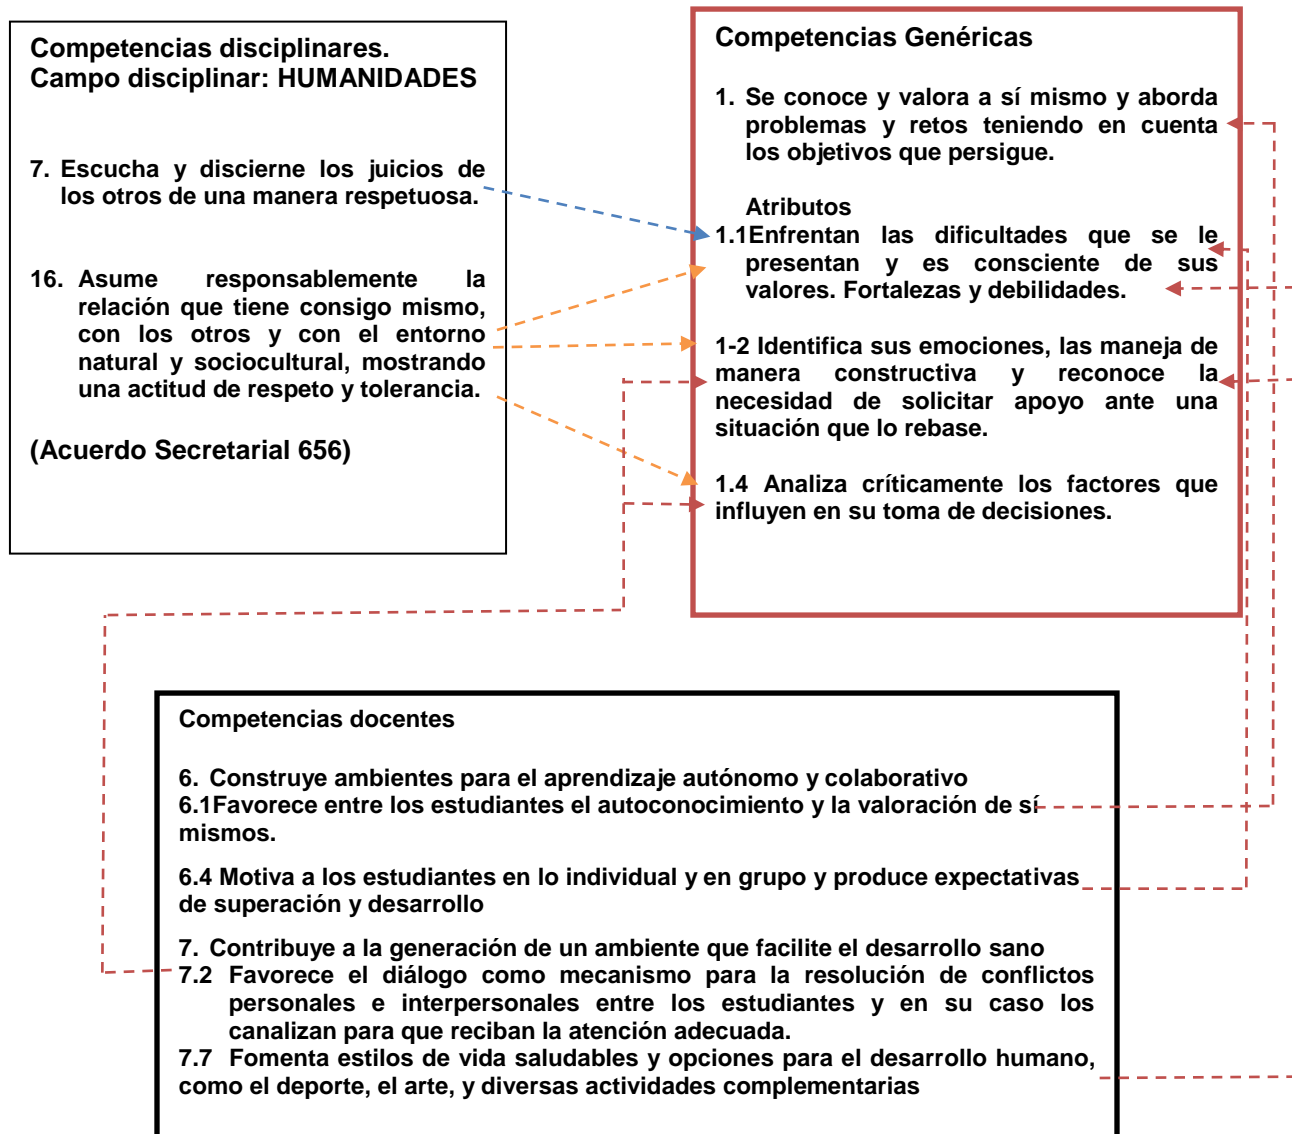 Competencias disciplinares.
Campo disciplinar: HUMANIDADES
7. Escucha y discierne los juicios de
los otros de una manera respetuosa.
16. Asume responsablemente la
relación que tiene consigo mismo,
con los otros y con el entorno
natural y sociocultural, mostrando
una actitud de respeto y tolerancia.
(Acuerdo Secretarial 656)
Competencias Genéricas
1. Se conoce y valora a sí mismo y aborda
problemas y retos teniendo en cuenta
los objetivos que persigue.
Atributos
1.1Enfrentan las dificultades que se le
presentan y es consciente de sus
valores. Fortalezas y debilidades.
1-2 Identifica sus emociones, las maneja de
manera constructiva y reconoce la
necesidad de solicitar apoyo ante una
situación que lo rebase.
1.4 Analiza críticamente los factores que
influyen en su toma de decisiones.
Competencias docentes
6. Construye ambientes para el aprendizaje autónomo y colaborativo
6.1Favorece entre los estudiantes el autoconocimiento y la valoración de sí
mismos.
6.4 Motiva a los estudiantes en lo individual y en grupo y produce expectativas
de superación y desarrollo
7. Contribuye a la generación de un ambiente que facilite el desarrollo sano
7.2 Favorece el diálogo como mecanismo para la resolución de conflictos
personales e interpersonales entre los estudiantes y en su caso los
canalizan para que reciban la atención adecuada.
7.7 Fomenta estilos de vida saludables y opciones para el desarrollo humano,
como el deporte, el arte, y diversas actividades complementarias